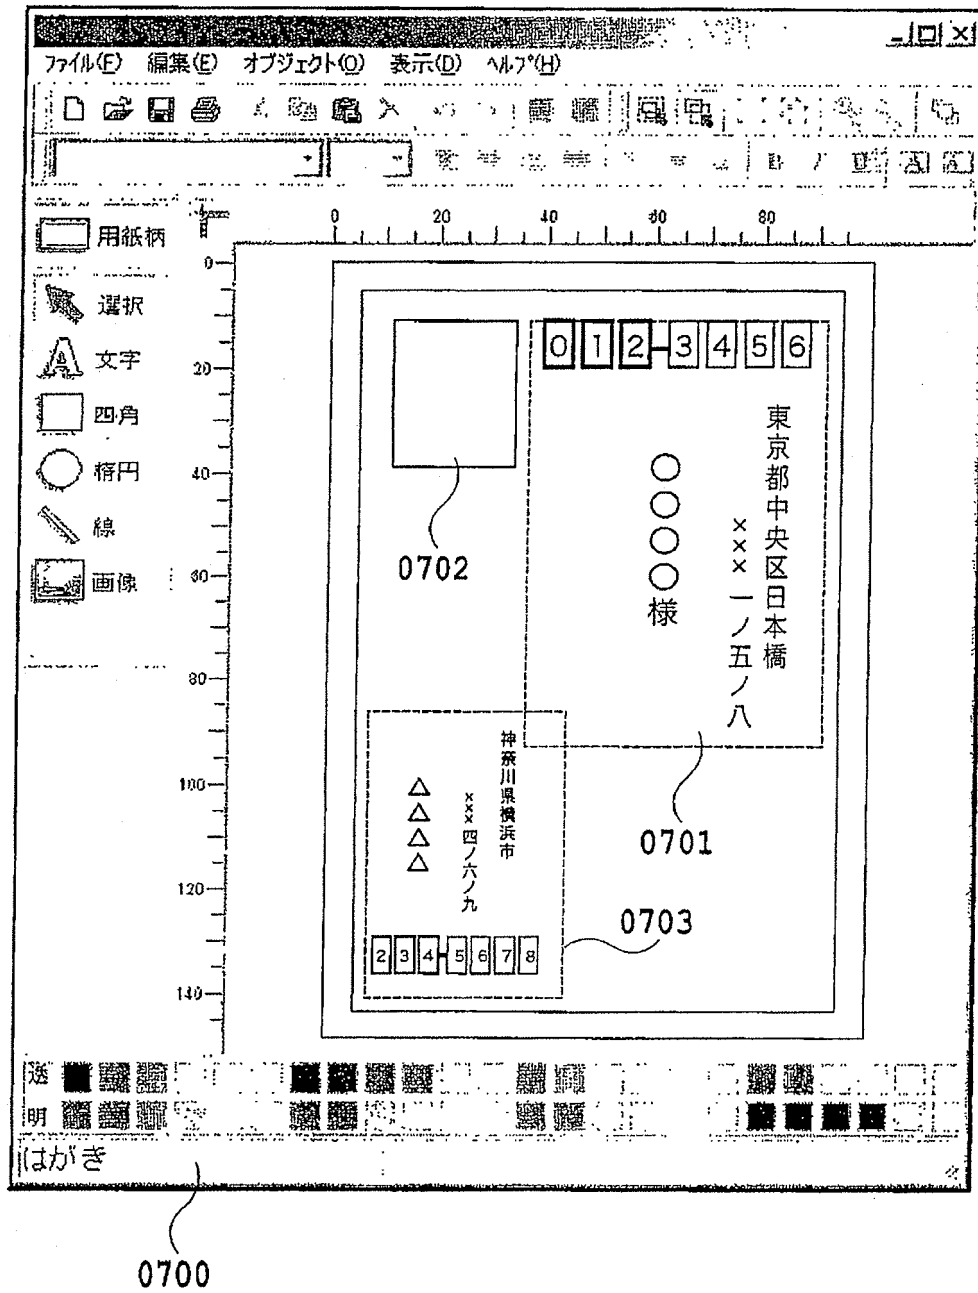 ファイル(F) 編集(E) オブジェクト(O) 表示(D) ヘルプ(H)
B I U A A
用紙柄
選択
A 文字
四角
楕円
線
画像
0 20 40 60 80
0
20
40
60
80
100
120
140
0702
0 1 2-3 4 5 6
東京都中央区日本橋
××× 一ノ五ノ八
○○○○様
0701
神奈川県横浜市
××× 四ノ六ノ九
△△△△
2 3 4-5 6 7 8
0703
透明
はがき
0700